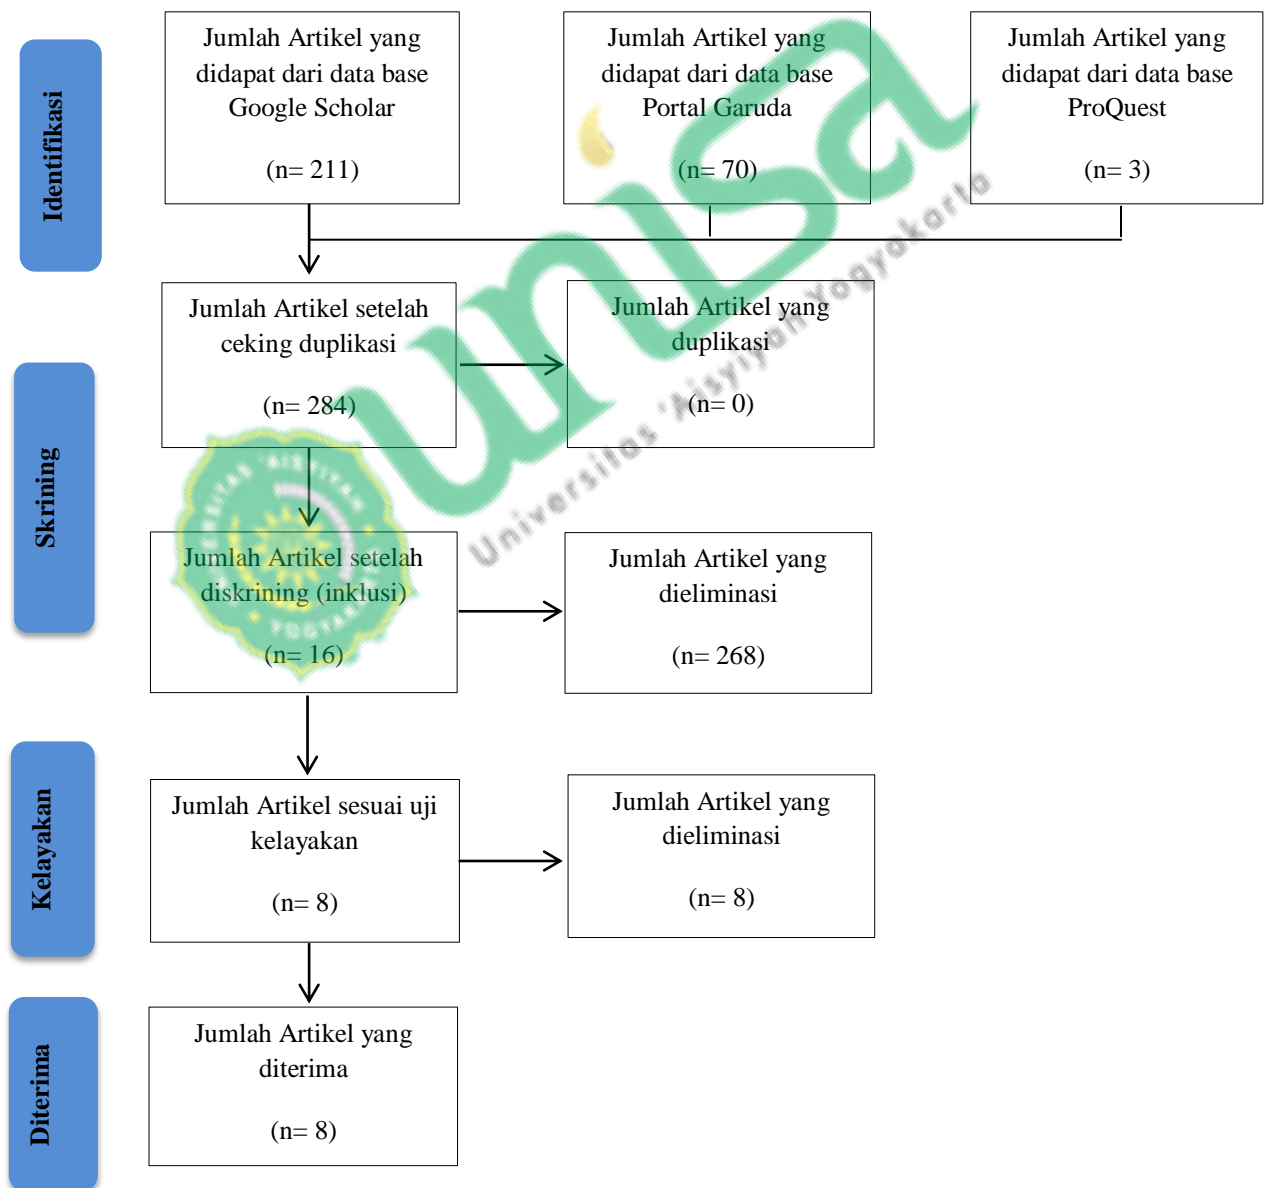 Identifikasi
Jumlah Artikel yang
didapat dari data base
Google Scholar
(n= 211)
Jumlah Artikel yang
didapat dari data base
Portal Garuda
(n= 70)
Jumlah Artikel yang
didapat dari data base
ProQuest
(n= 3)
unisa
Universitas 'Aisyiyah Yogyakarta
Skrining
Jumlah Artikel setelah
ceking duplikasi
(n= 284)
Jumlah Artikel yang
duplikasi
(n= 0)
Jumlah Artikel setelah
diskrining (inklusi)
(n= 16)
Jumlah Artikel yang
dieliminasi
(n= 268)
Kelayakan
Jumlah Artikel sesuai uji
kelayakan
(n= 8)
Jumlah Artikel yang
dieliminasi
(n= 8)
Diterima
Jumlah Artikel yang
diterima
(n= 8)